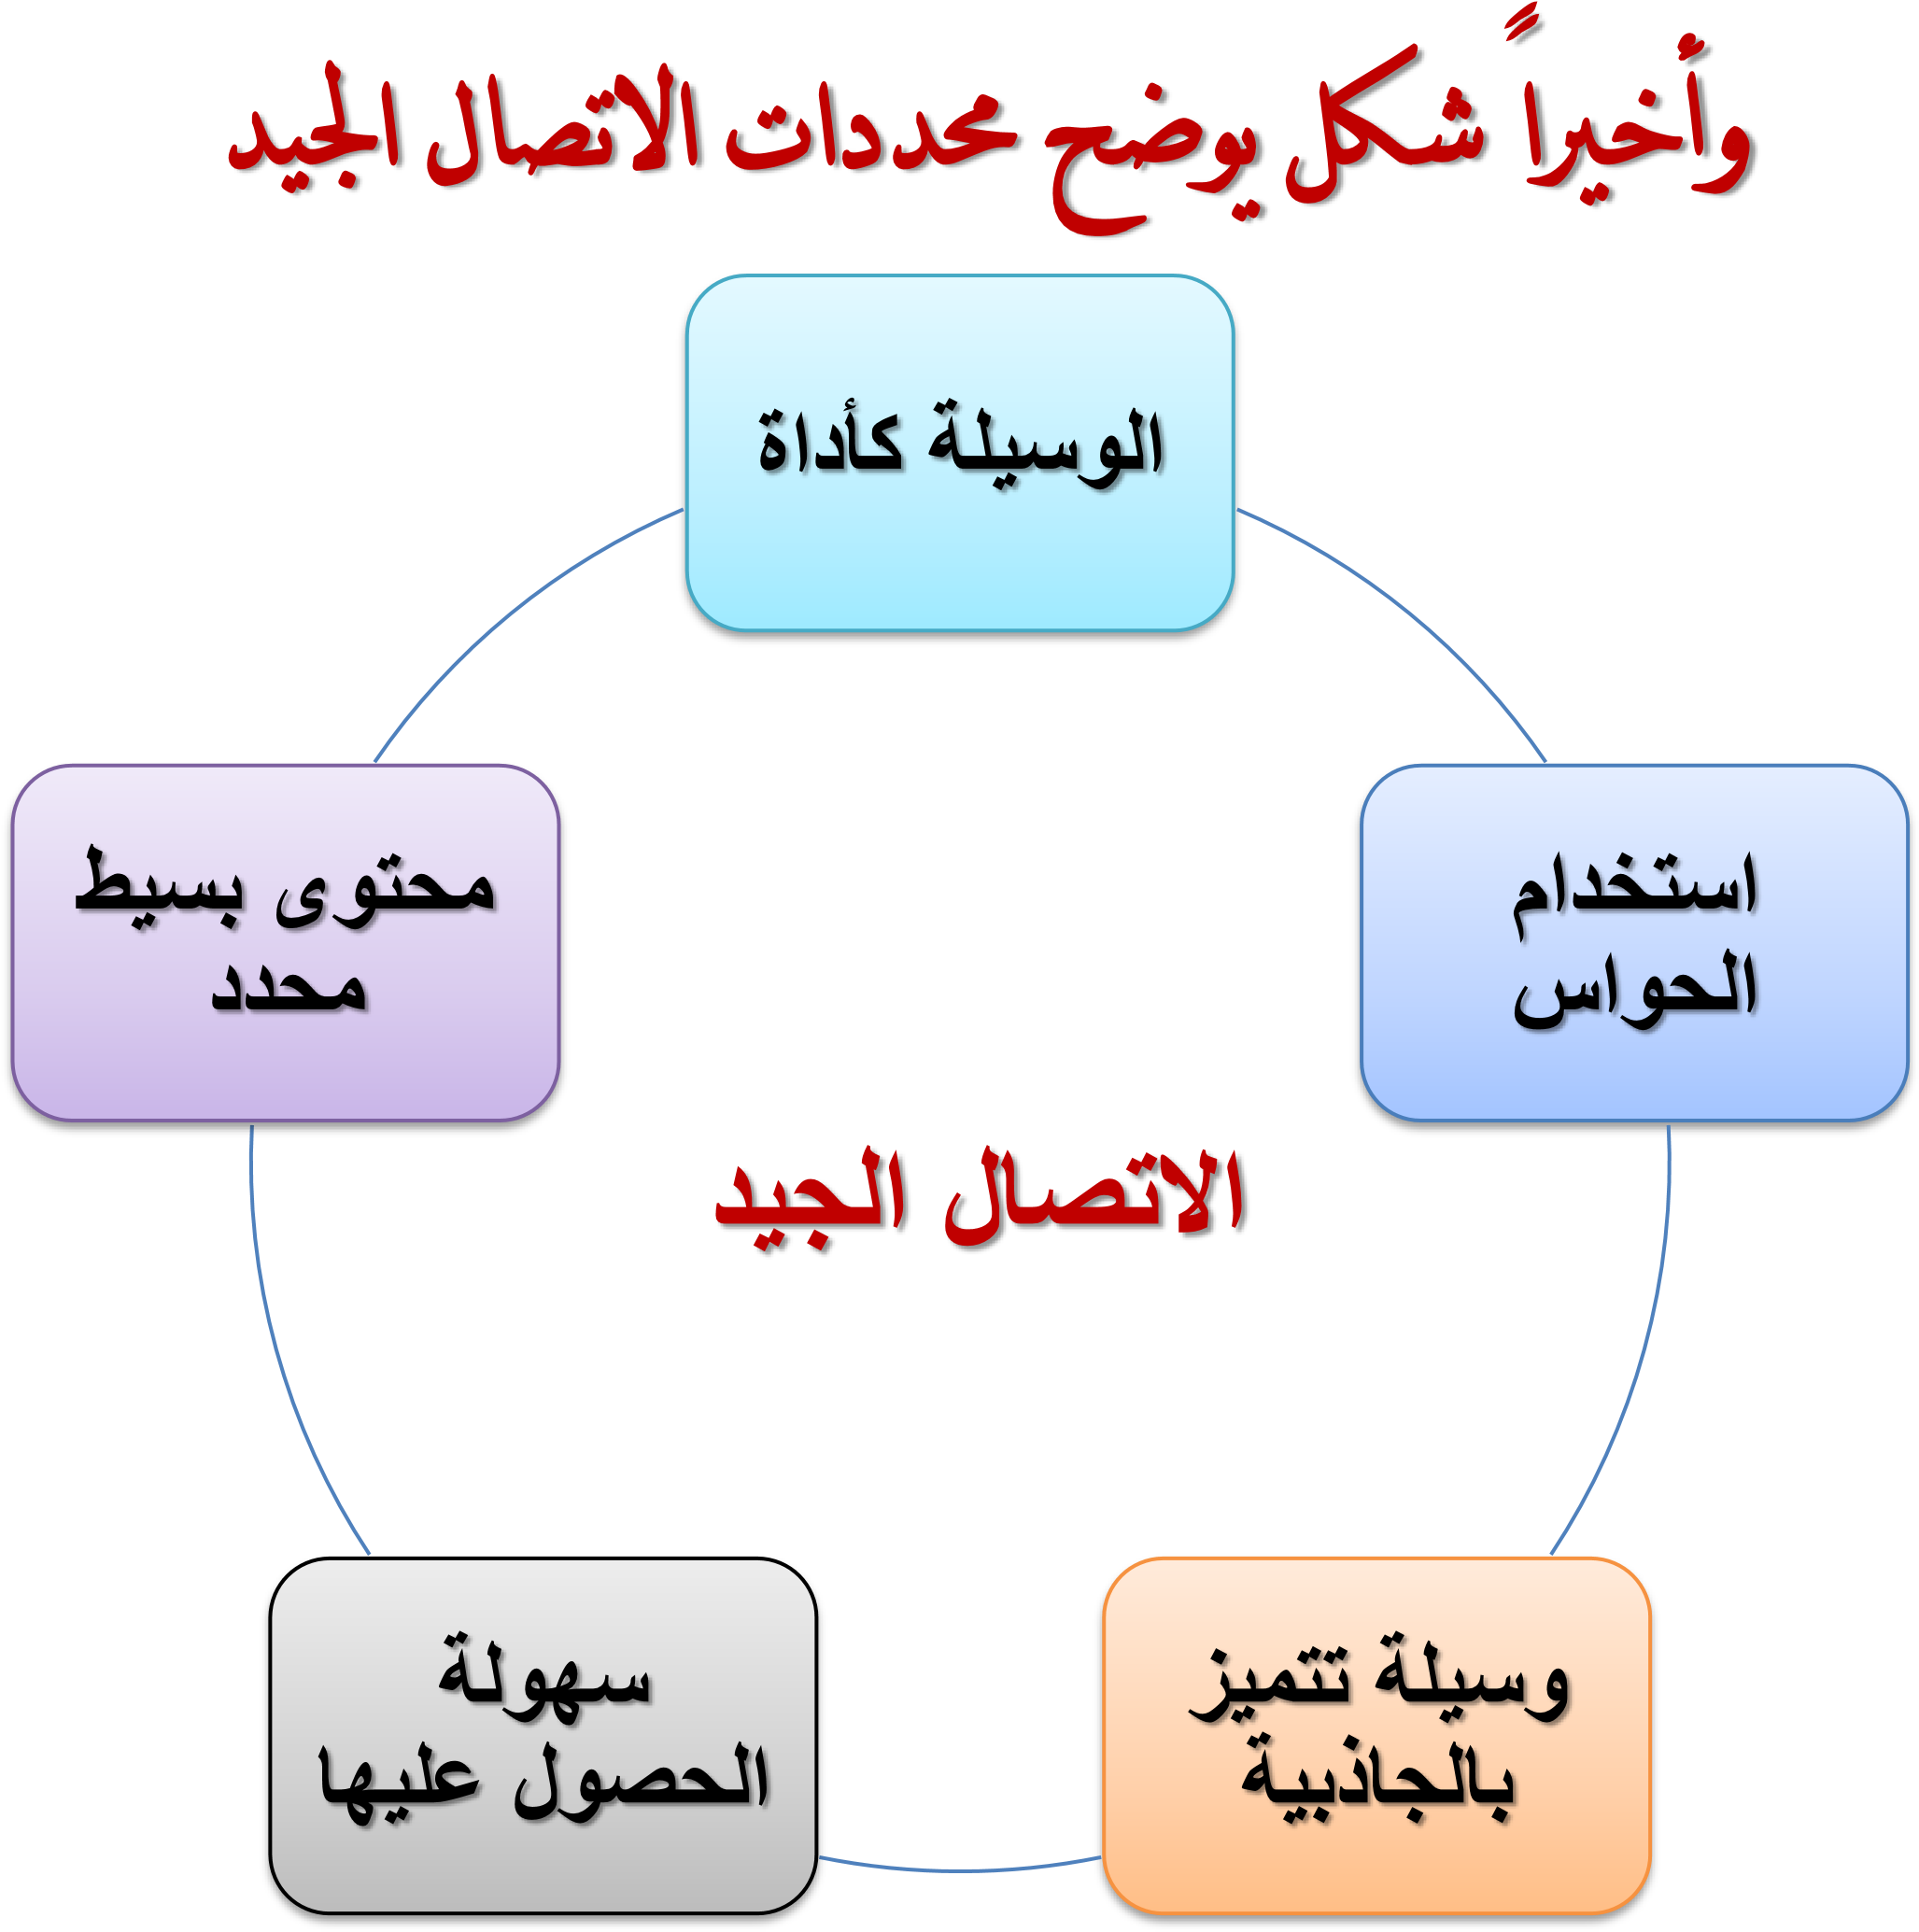 وأخيراً شكل يوضح محددات الاتصال الجيد
الوسيلة كأداة
استخدام
الحواس
محتوى بسيط
محدد
الاتصال الجيد
وسيلة تتميز
بالجاذبية
سهولة
الحصول عليها